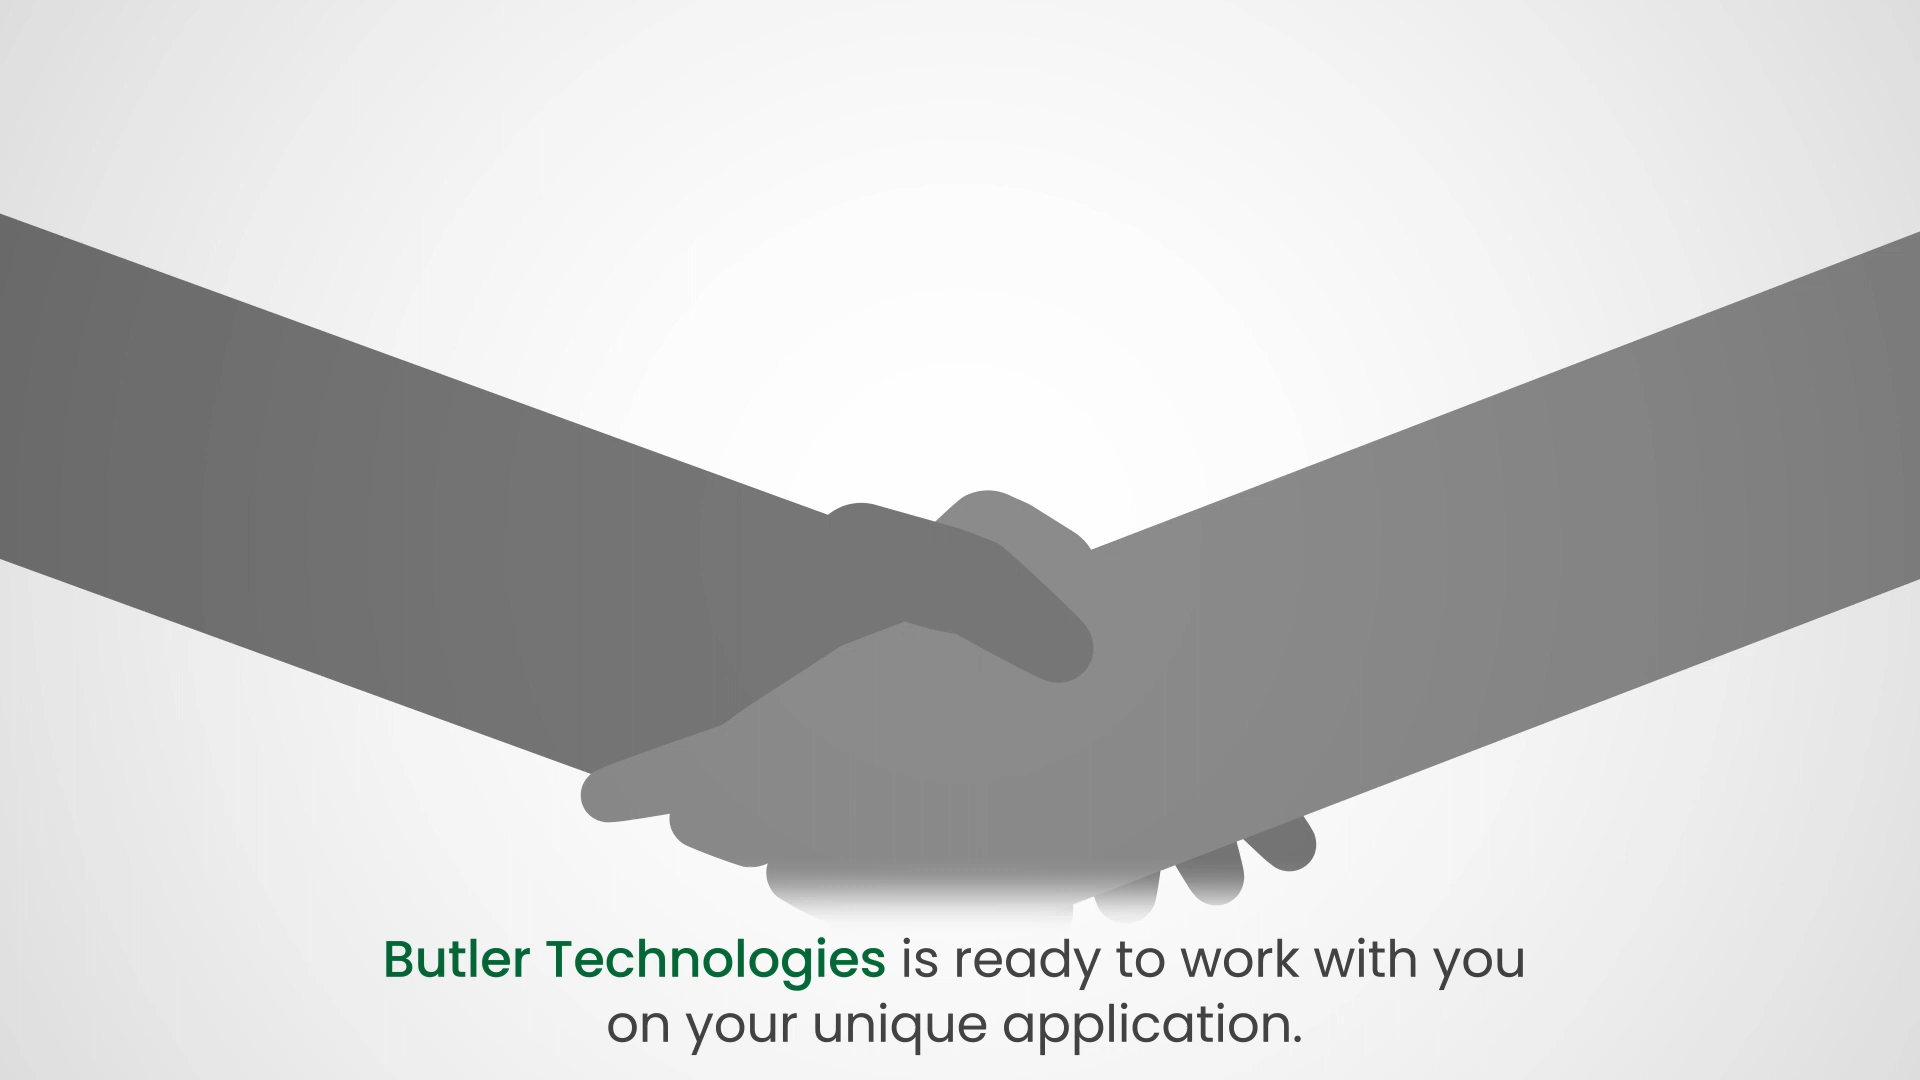 Butler Technologies is ready to work with you
on your unique application.